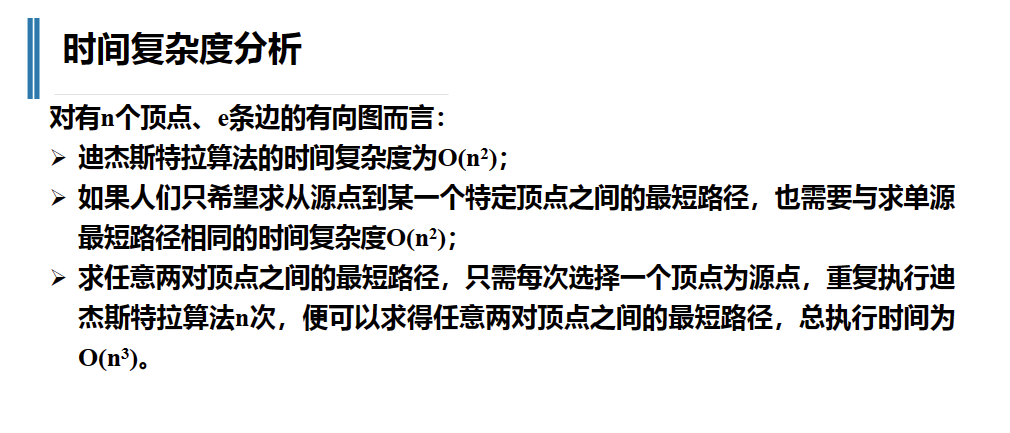 时间复杂度分析
对有n个顶点、e条边的有向图而言：
➢ 迪杰斯特拉算法的时间复杂度为O(n²)；
➢ 如果人们只希望求从源点到某一个特定顶点之间的最短路径，也需要与求单源
最短路径相同的时间复杂度O(n²)；
➢ 求任意两对顶点之间的最短路径，只需每次选择一个顶点为源点，重复执行迪
杰斯特拉算法n次，便可以求得任意两对顶点之间的最短路径，总执行时间为
O(n³)。